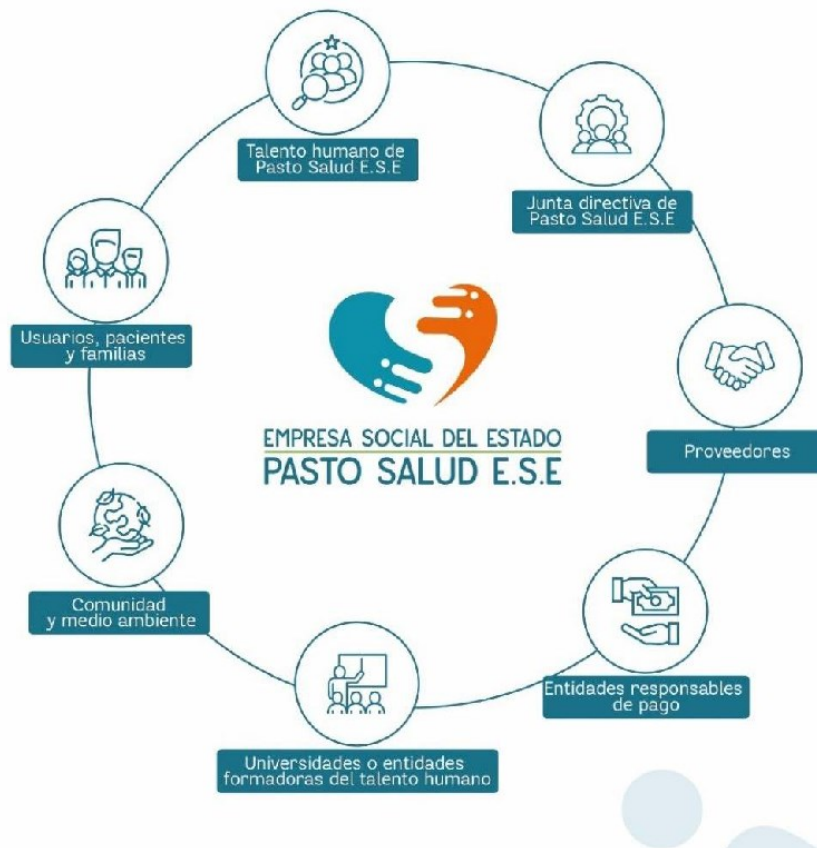 Talento humano de
Pasto Salud E.S.E
Junta directiva de
Pasto Salud E.S.E
Usuarios, pacientes
y familias
EMPRESA SOCIAL DEL ESTADO
PASTO SALUD E.S.E
Proveedores
Comunidad
y medio ambiente
Entidades responsables
de pago
Universidades o entidades
formadoras del talento humano